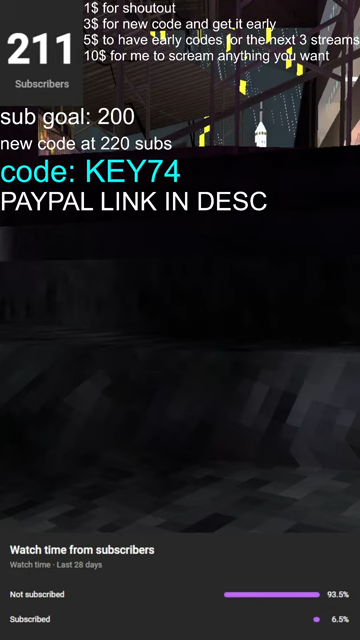 1$ for shoutout
3$ for new code and get it early
5$ to have early codes for the next 3 streams
10$ for me to scream anything you want
211
Subscribers
sub goal: 200
new code at 220 subs
code: KEY74
PAYPAL LINK IN DESC
Watch time from subscribers
Watch time · Last 28 days
Not subscribed 93.5%
Subscribed 6.5%